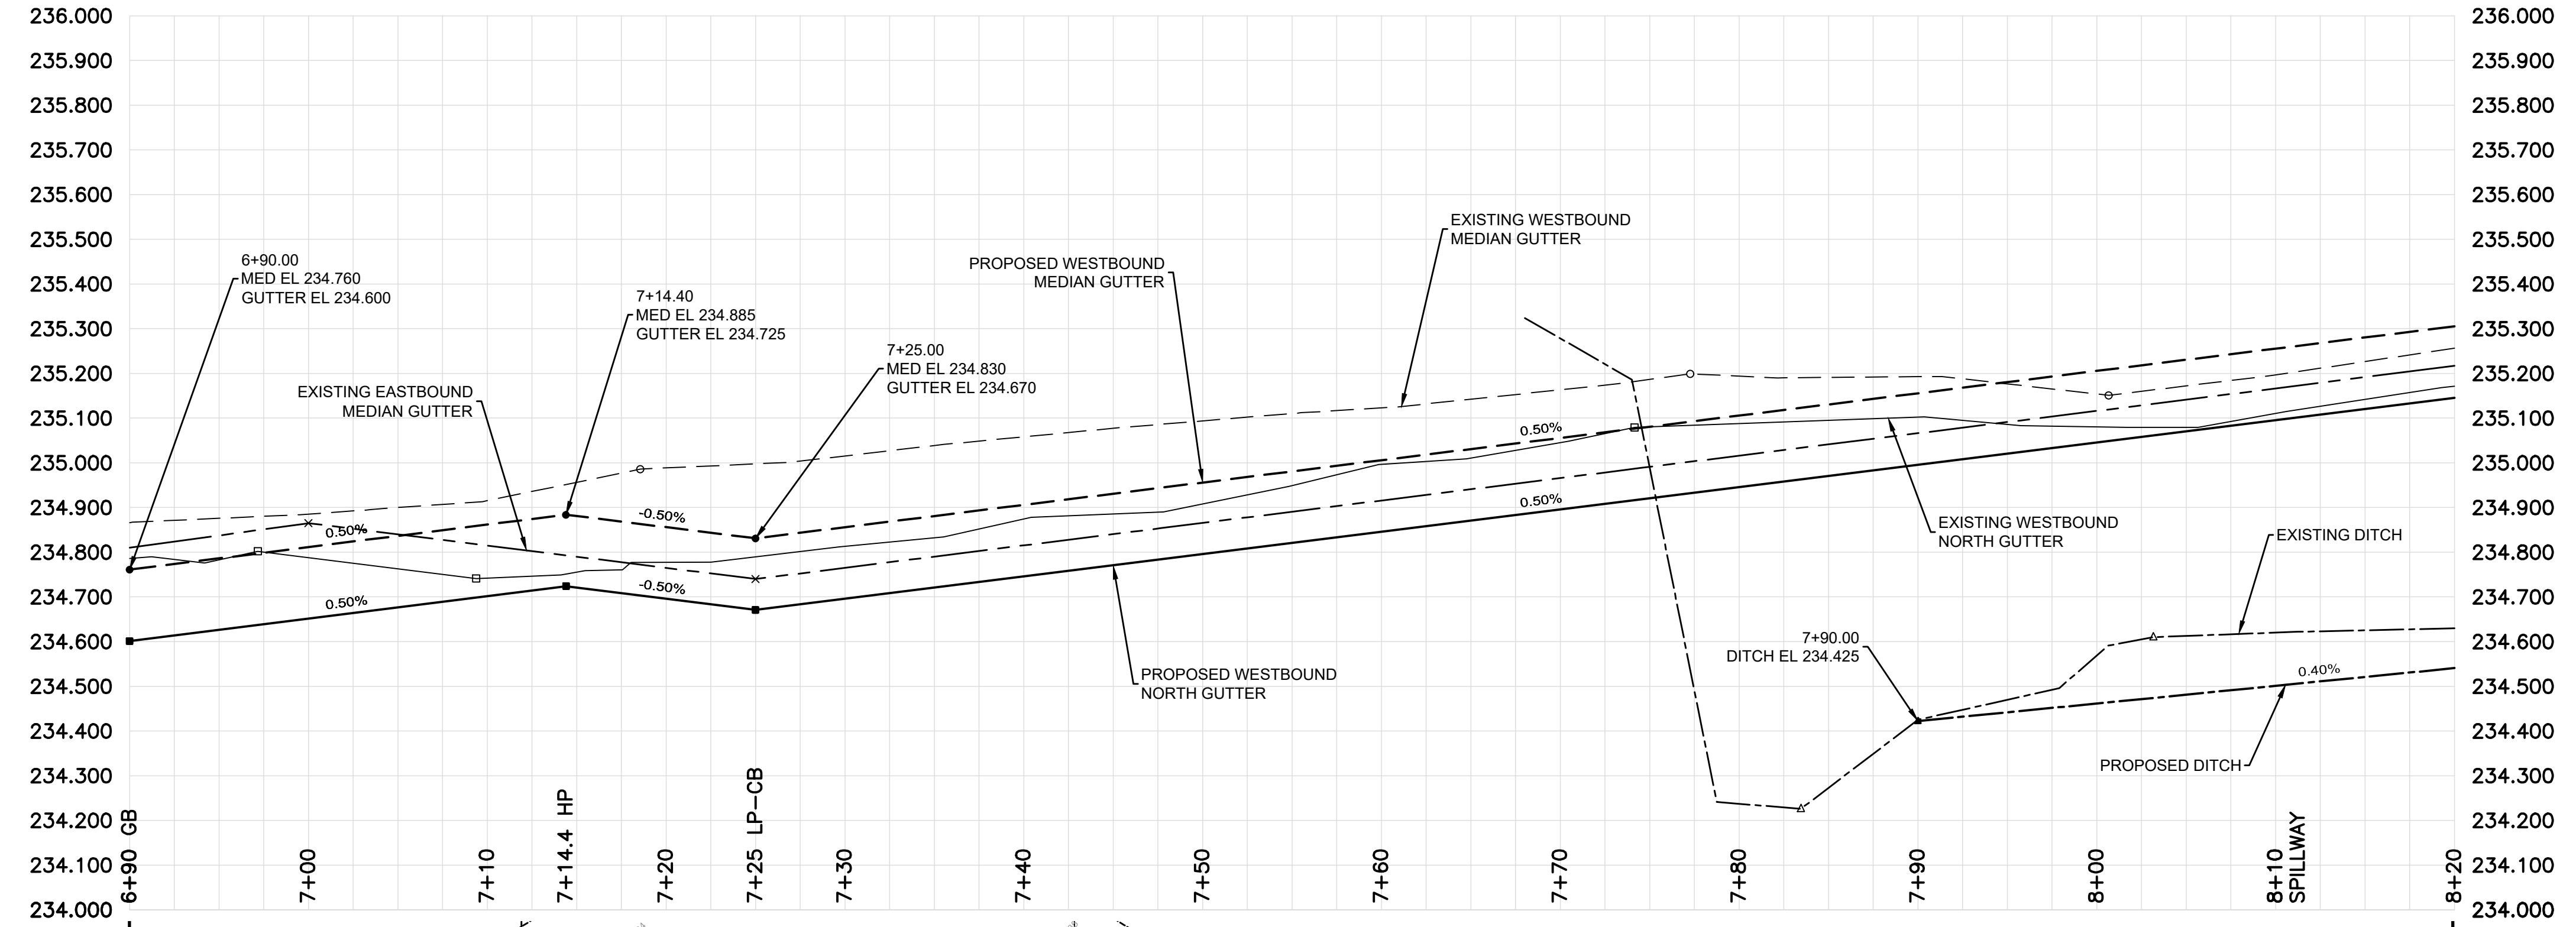 236.000
235.900
235.800
235.700
235.600
235.500
235.400
235.300
235.200
235.100
235.000
234.900
234.800
234.700
234.600
234.500
234.400
234.300
234.200
234.100
234.000
6+90.00
MED EL 234.760
GUTTER EL 234.600
7+14.40
MED EL 234.885
GUTTER EL 234.725
7+25.00
MED EL 234.830
GUTTER EL 234.670
EXISTING EASTBOUND
MEDIAN GUTTER
PROPOSED WESTBOUND
MEDIAN GUTTER
EXISTING WESTBOUND
MEDIAN GUTTER
0.50%
-0.50%
0.50%
0.50%
-0.50%
0.50%
PROPOSED WESTBOUND
NORTH GUTTER
EXISTING WESTBOUND
NORTH GUTTER
EXISTING DITCH
7+90.00
DITCH EL 234.425
0.40%
PROPOSED DITCH
6+90 GB
7+00
7+10
7+14.4 HP
7+20
7+25 LP-CB
7+30
7+40
7+50
7+60
7+70
7+80
7+90
8+00
8+10
SPILLWAY
8+20
236.000
235.900
235.800
235.700
235.600
235.500
235.400
235.300
235.200
235.100
235.000
234.900
234.800
234.700
234.600
234.500
234.400
234.300
234.200
234.100
234.000